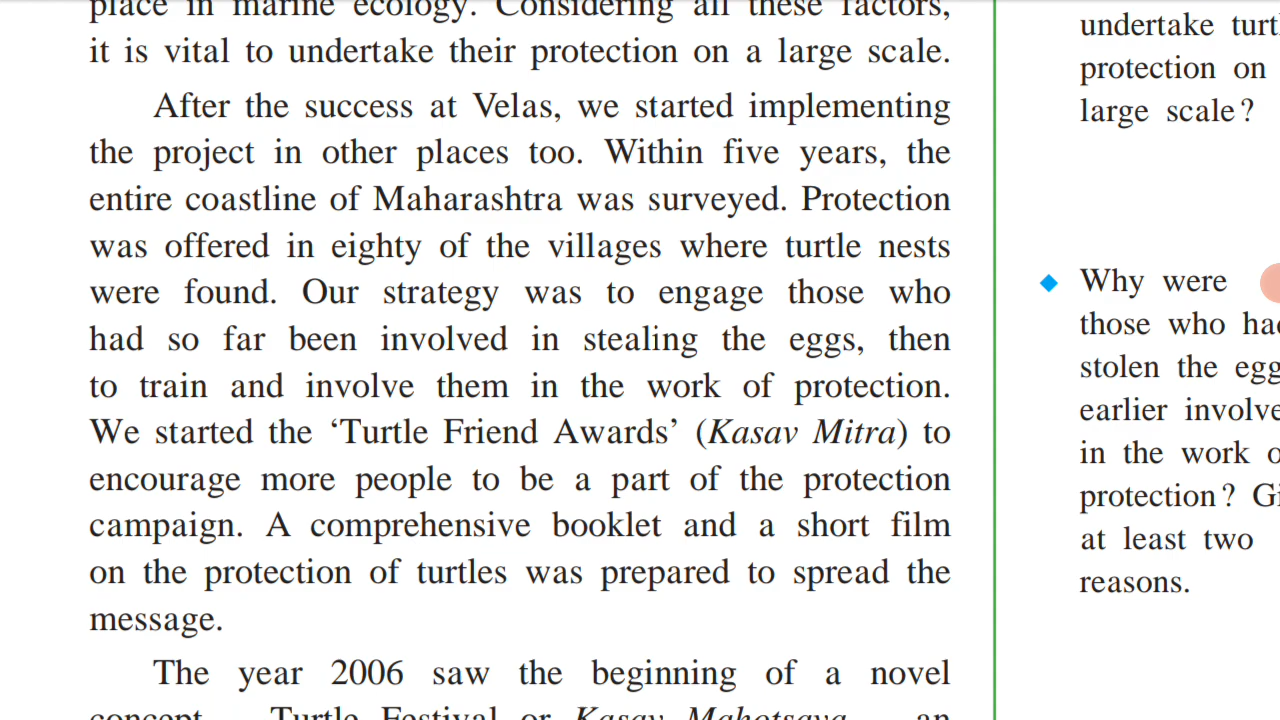 place in marine ecology. Considering all these factors,
it is vital to undertake their protection on a large scale.
After the success at Velas, we started implementing
the project in other places too. Within five years, the
entire coastline of Maharashtra was surveyed. Protection
was offered in eighty of the villages where turtle nests
were found. Our strategy was to engage those who
had so far been involved in stealing the eggs, then
to train and involve them in the work of protection.
We started the ‘Turtle Friend Awards’ (Kasav Mitra) to
encourage more people to be a part of the protection
campaign. A comprehensive booklet and a short film
on the protection of turtles was prepared to spread the
message.
The year 2006 saw the beginning of a novel
concept Turtle Festival or Kasav Mahotsava an
undertake
protection on
large scale?
Why were
those who
stolen the
earlier
in the work
protection?
at least two
reasons.